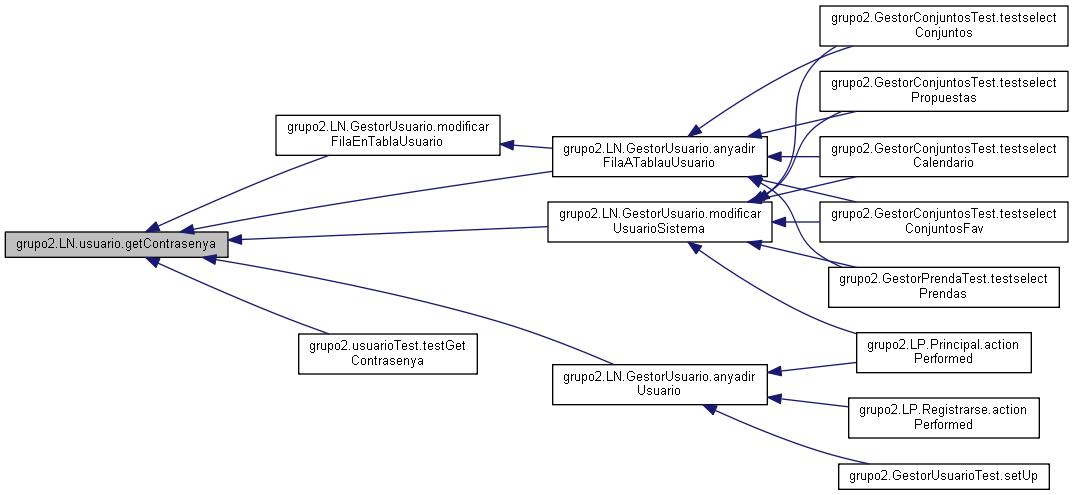 grupo2.GestorConjuntosTest.testselect
Conjuntos
grupo2.GestorConjuntosTest.testselect
Propuestas
grupo2.LN.GestorUsuario.modificar
FilaEnTablaUsuario
grupo2.LN.GestorUsuario.anyadir
FilaATablauUsuario
grupo2.GestorConjuntosTest.testselect
Calendario
grupo2.LN.GestorUsuario.modificar
UsuarioSistema
grupo2.GestorConjuntosTest.testselect
ConjuntosFav
grupo2.LN.usuario.getContrasenya
grupo2.GestorPrendaTest.testselect
Prendas
grupo2.usuarioTest.testGet
Contrasenya
grupo2.LP.Principal.action
Performed
grupo2.LN.GestorUsuario.anyadir
Usuario
grupo2.LP.Registrarse.action
Performed
grupo2.GestorUsuarioTest.setUp